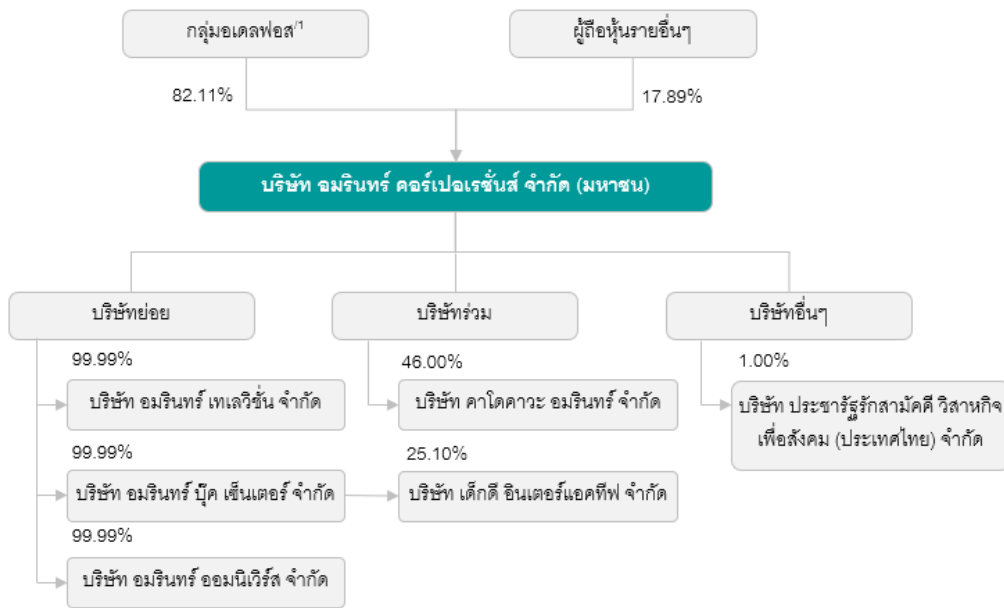 กลุ่มอเดลฟอส/1
ผู้ถือหุ้นรายอื่นๆ
82.11%
17.89%
บริษัท อมรินทร์ คอร์เปอเรชั่นส์ จำกัด (มหาชน)
บริษัทย่อย
บริษัทร่วม
บริษัทอื่นๆ
99.99%
46.00%
1.00%
บริษัท อมรินทร์ เทเลวิชั่น จำกัด
บริษัท คาโดคาวะ อมรินทร์ จำกัด
บริษัท ประชารัฐรักสามัคคี วิสาหกิจ
เพื่อสังคม (ประเทศไทย) จำกัด
99.99%
25.10%
บริษัท อมรินทร์ บุ๊ค เซ็นเตอร์ จำกัด
บริษัท เด็กดี อินเตอร์แอคทีฟ จำกัด
99.99%
บริษัท อมรินทร์ ออมนิเวิร์ส จำกัด